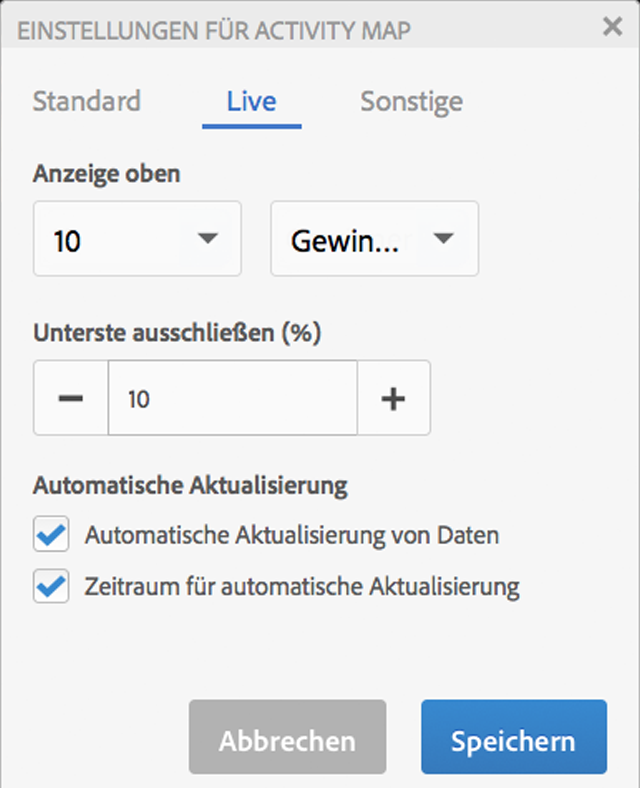 EINSTELLUNGEN FÜR ACTIVITY MAP
Standard Live Sonstige
Anzeige oben
10 Gewin...
Unterste ausschließen (%)
10
Automatische Aktualisierung
Automatische Aktualisierung von Daten
Zeitraum für automatische Aktualisierung
Abbrechen Speichern